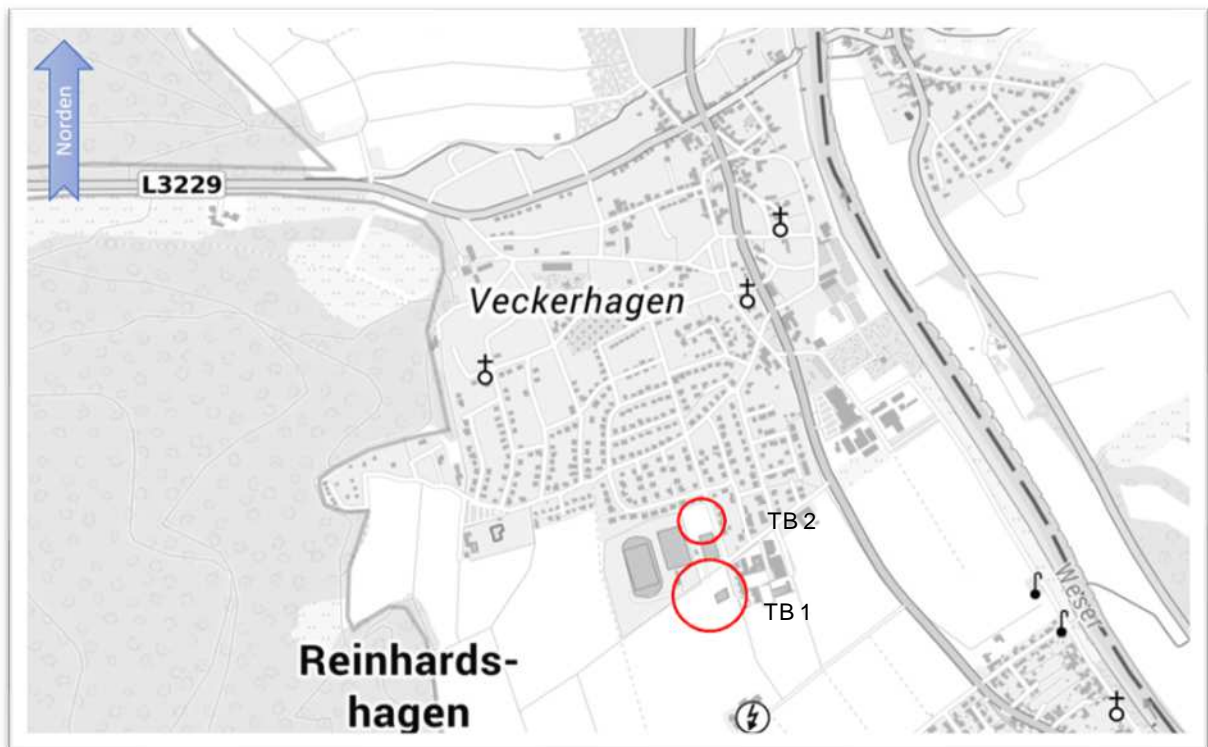 Norden
L3229
Veckerhagen
TB 2
TB 1
Weser
Reinhards-
hagen